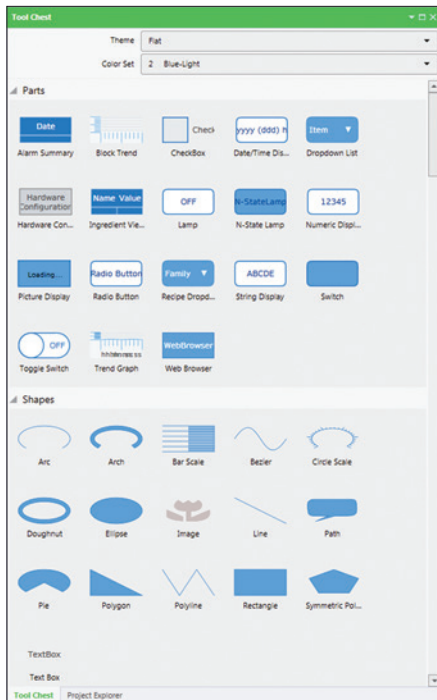 Tool Chest
Theme Flat
Color Set 2 Blue-Light
Parts
Date Check yyyy (ddd) h Item
Alarm Summary Block Trend CheckBox Date/Time Dis... Dropdown List
Hardware Configuration Name Value OFF N-StateLamp 12345
Hardware Con... Ingredient Vie... Lamp N-State Lamp Numeric Displ...
Loading... Radio Button Family ABCDE
Picture Display Radio Button Recipe Dropd... String Display Switch
OFF WebBrowser
Toggle Switch Trend Graph Web Browser
Shapes
Arc Arch Bar Scale Bezier Circle Scale
Doughnut Ellipse Image Line Path
Pie Polygon Polyline Rectangle Symmetric Pol...
TextBox
Text Box
Tool Chest Project Explorer